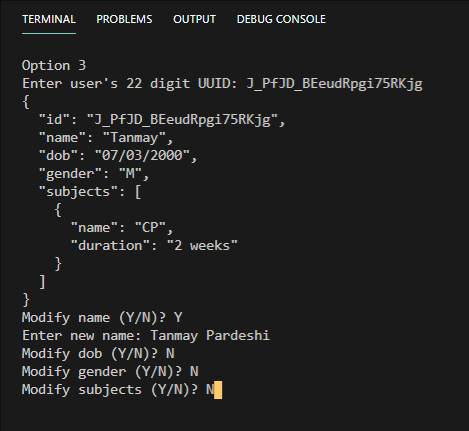 TERMINAL PROBLEMS OUTPUT DEBUG CONSOLE
Option 3
Enter user's 22 digit UUID: J_PfJD_BEeudRpgi75RKjg
{
  "id": "J_PfJD_BEeudRpgi75RKjg",
  "name": "Tanmay",
  "dob": "07/03/2000",
  "gender": "M",
  "subjects": [
    {
      "name": "CP",
      "duration": "2 weeks"
    }
  ]
}
Modify name (Y/N)? Y
Enter new name: Tanmay Pardeshi
Modify dob (Y/N)? N
Modify gender (Y/N)? N
Modify subjects (Y/N)? N